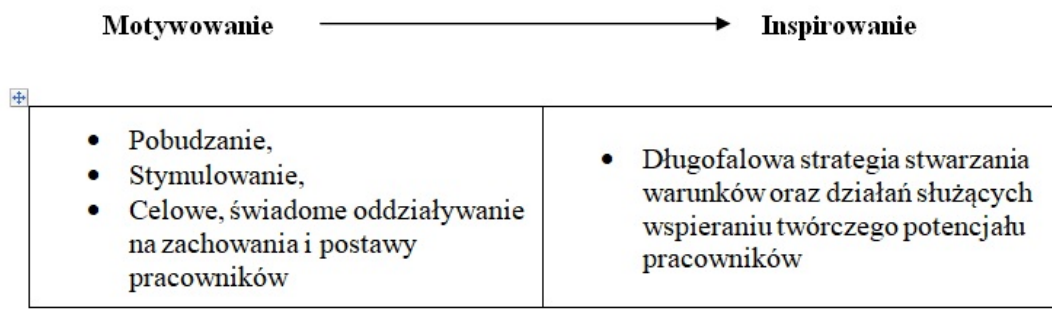 Motywowanie Inspirowanie
• Pobudzanie,
• Stymulowanie,
• Celowe, świadome oddziaływanie
na zachowania i postawy
pracowników
• Długofalowa strategia stwarzania
warunków oraz działań służących
wspieraniu twórczego potencjału
pracowników